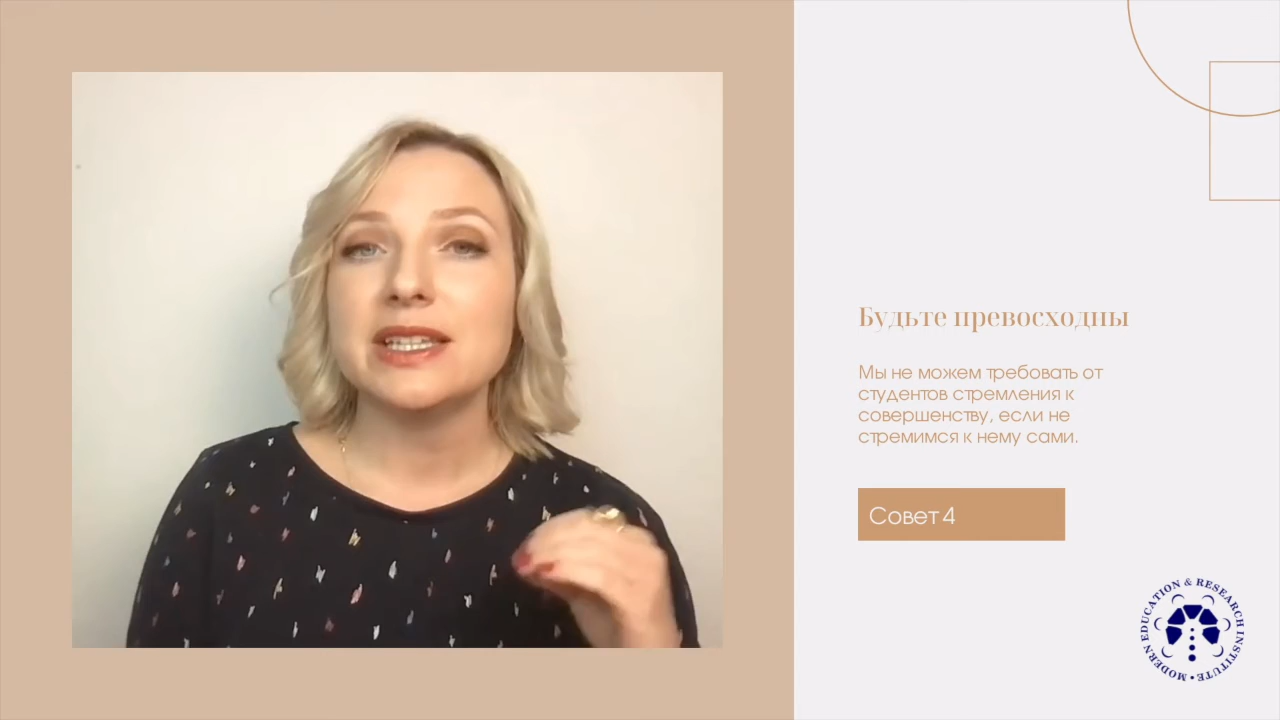 Будьте превосходны
Мы не можем требовать от
студентов стремления к
совершенству, если не
стремимся к нему сами.
Совет 4
MODERN EDUCATION & RESEARCH INSTITUTE •